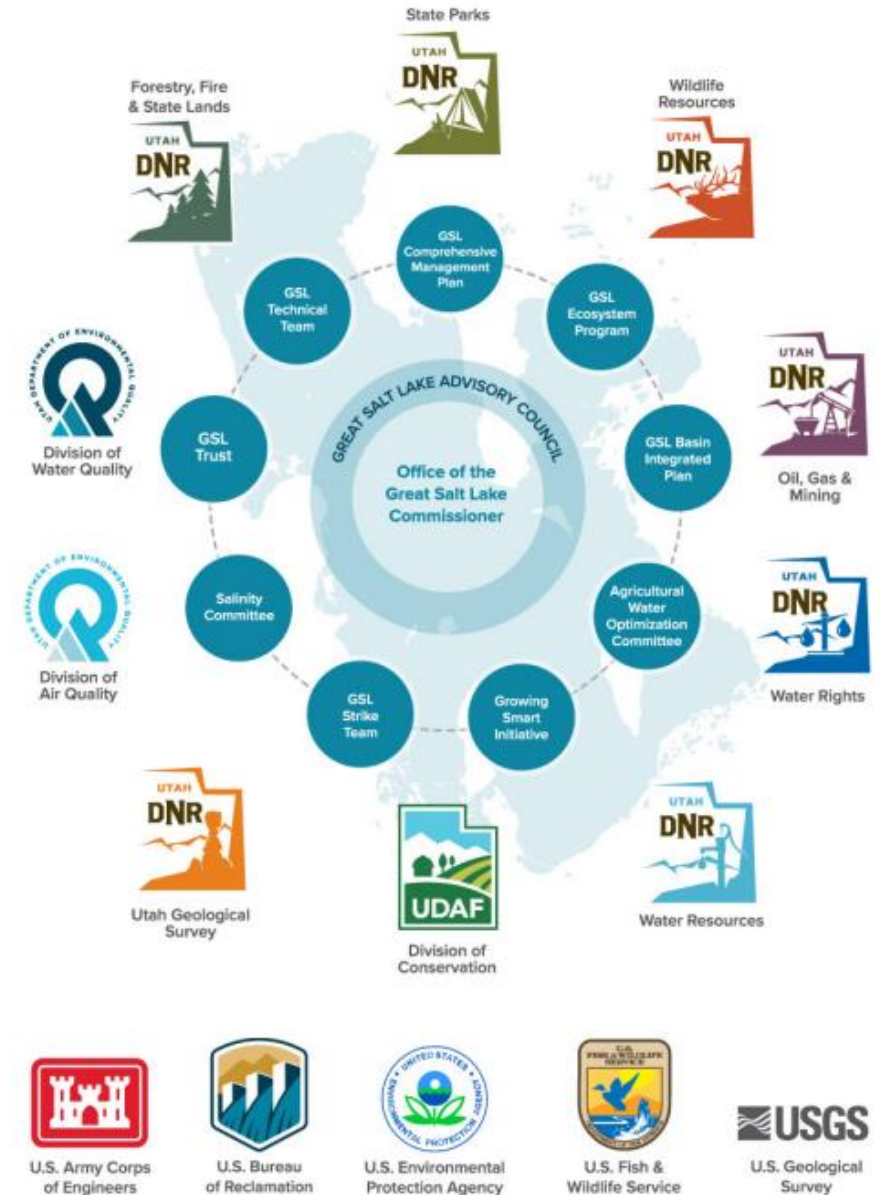 State Parks
UTAH
DNR
Forestry, Fire
& State Lands
UTAH
DNR
Wildlife
Resources
UTAH
DNR
GSL
Comprehensive
Management
Plan
GSL
Technical
Team
GSL
Ecosystem
Program
UTAH DEPARTMENT OF ENVIRONMENTAL QUALITY
Division of
Water Quality
GSL
Trust
GREAT SALT LAKE ADVISORY COUNCIL
Office of the
Great Salt Lake
Commissioner
GSL Basin
Integrated
Plan
UTAH
DNR
Oil, Gas &
Mining
UTAH DEPARTMENT OF ENVIRONMENTAL QUALITY
Division of
Air Quality
Salinity
Committee
Agricultural
Water
Optimization
Committee
UTAH
DNR
Water Rights
GSL
Strike
Team
Growing
Smart
Initiative
UTAH
DNR
Utah Geological
Survey
UDAF
Division of
Conservation
UTAH
DNR
Water Resources
U.S. Army Corps
of Engineers
U.S. Bureau
of Reclamation
UNITED STATES
ENVIRONMENTAL PROTECTION AGENCY
U.S. Environmental
Protection Agency
U.S.
FISH & WILDLIFE
SERVICE
U.S. Fish &
Wildlife Service
USGS
U.S. Geological
Survey